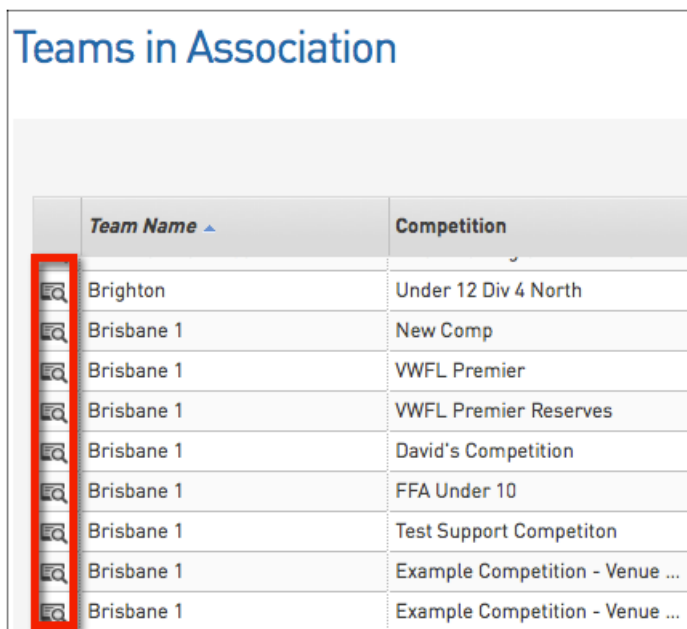 Teams in Association
Team Name Competition
Brighton Under 12 Div 4 North
Brisbane 1 New Comp
Brisbane 1 VWFL Premier
Brisbane 1 VWFL Premier Reserves
Brisbane 1 David's Competition
Brisbane 1 FFA Under 10
Brisbane 1 Test Support Competiton
Brisbane 1 Example Competition - Venue ...
Brisbane 1 Example Competition - Venue ...